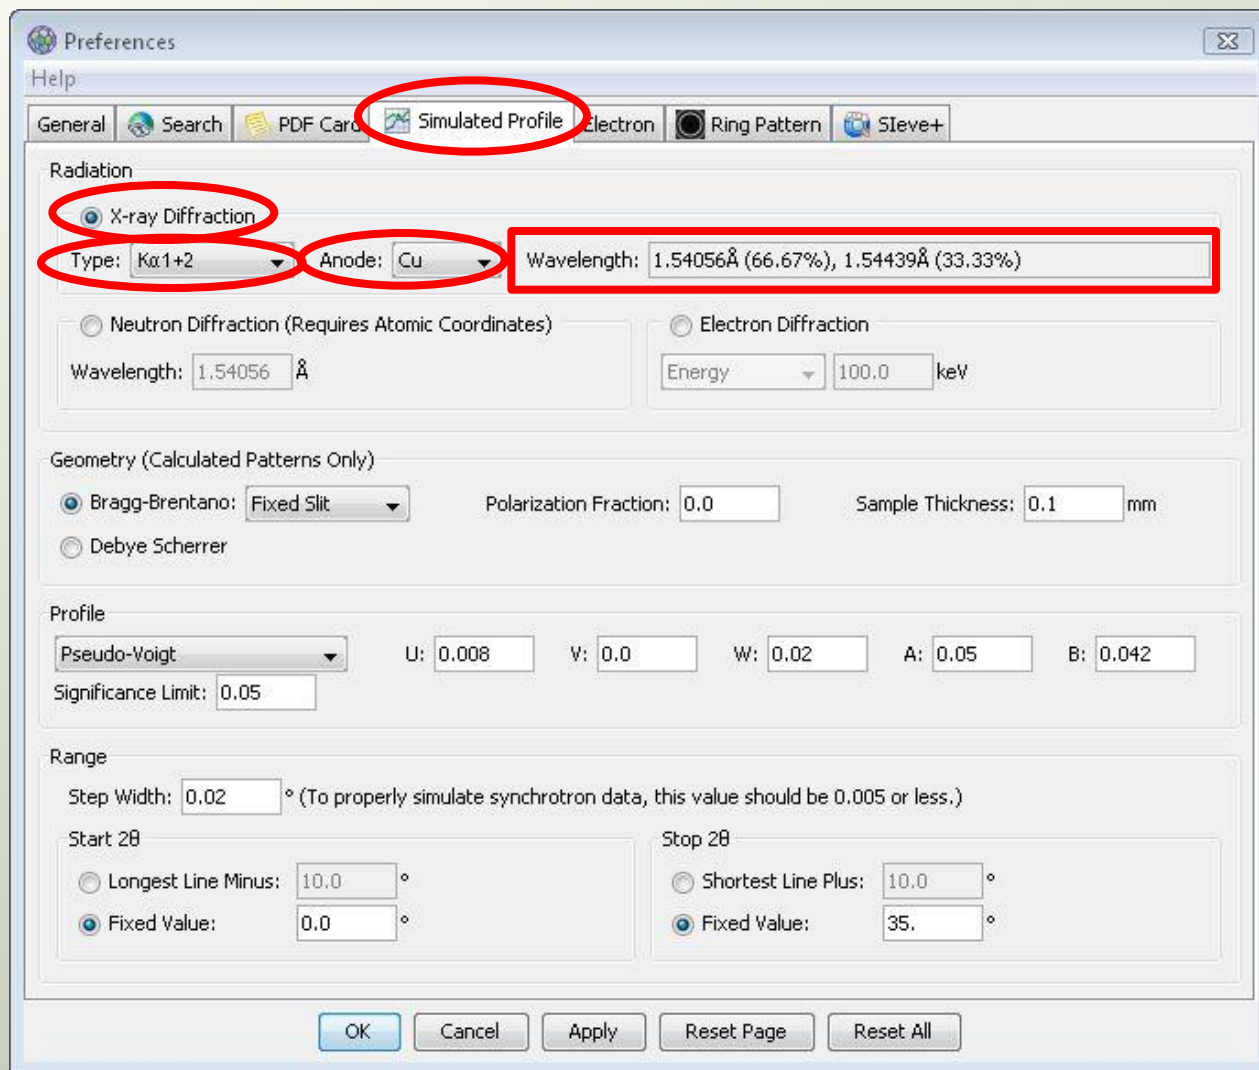 Preferences
Help
General Search PDF Card Simulated Profile Electron Ring Pattern SIeve+
Radiation
X-ray Diffraction
Type: Kα1+2 Anode: Cu Wavelength: 1.54056Å (66.67%), 1.54439Å (33.33%)
Neutron Diffraction (Requires Atomic Coordinates) Electron Diffraction
Wavelength: 1.54056 Å Energy 100.0 keV
Geometry (Calculated Patterns Only)
Bragg-Brentano: Fixed Slit Polarization Fraction: 0.0 Sample Thickness: 0.1 mm
Debye Scherrer
Profile
Pseudo-Voigt U: 0.008 V: 0.0 W: 0.02 A: 0.05 B: 0.042
Significance Limit: 0.05
Range
Step Width: 0.02 ° (To properly simulate synchrotron data, this value should be 0.005 or less.)
Start 2θ Stop 2θ
Longest Line Minus: 10.0 ° Shortest Line Plus: 10.0 °
Fixed Value: 0.0 ° Fixed Value: 35. °
OK Cancel Apply Reset Page Reset All